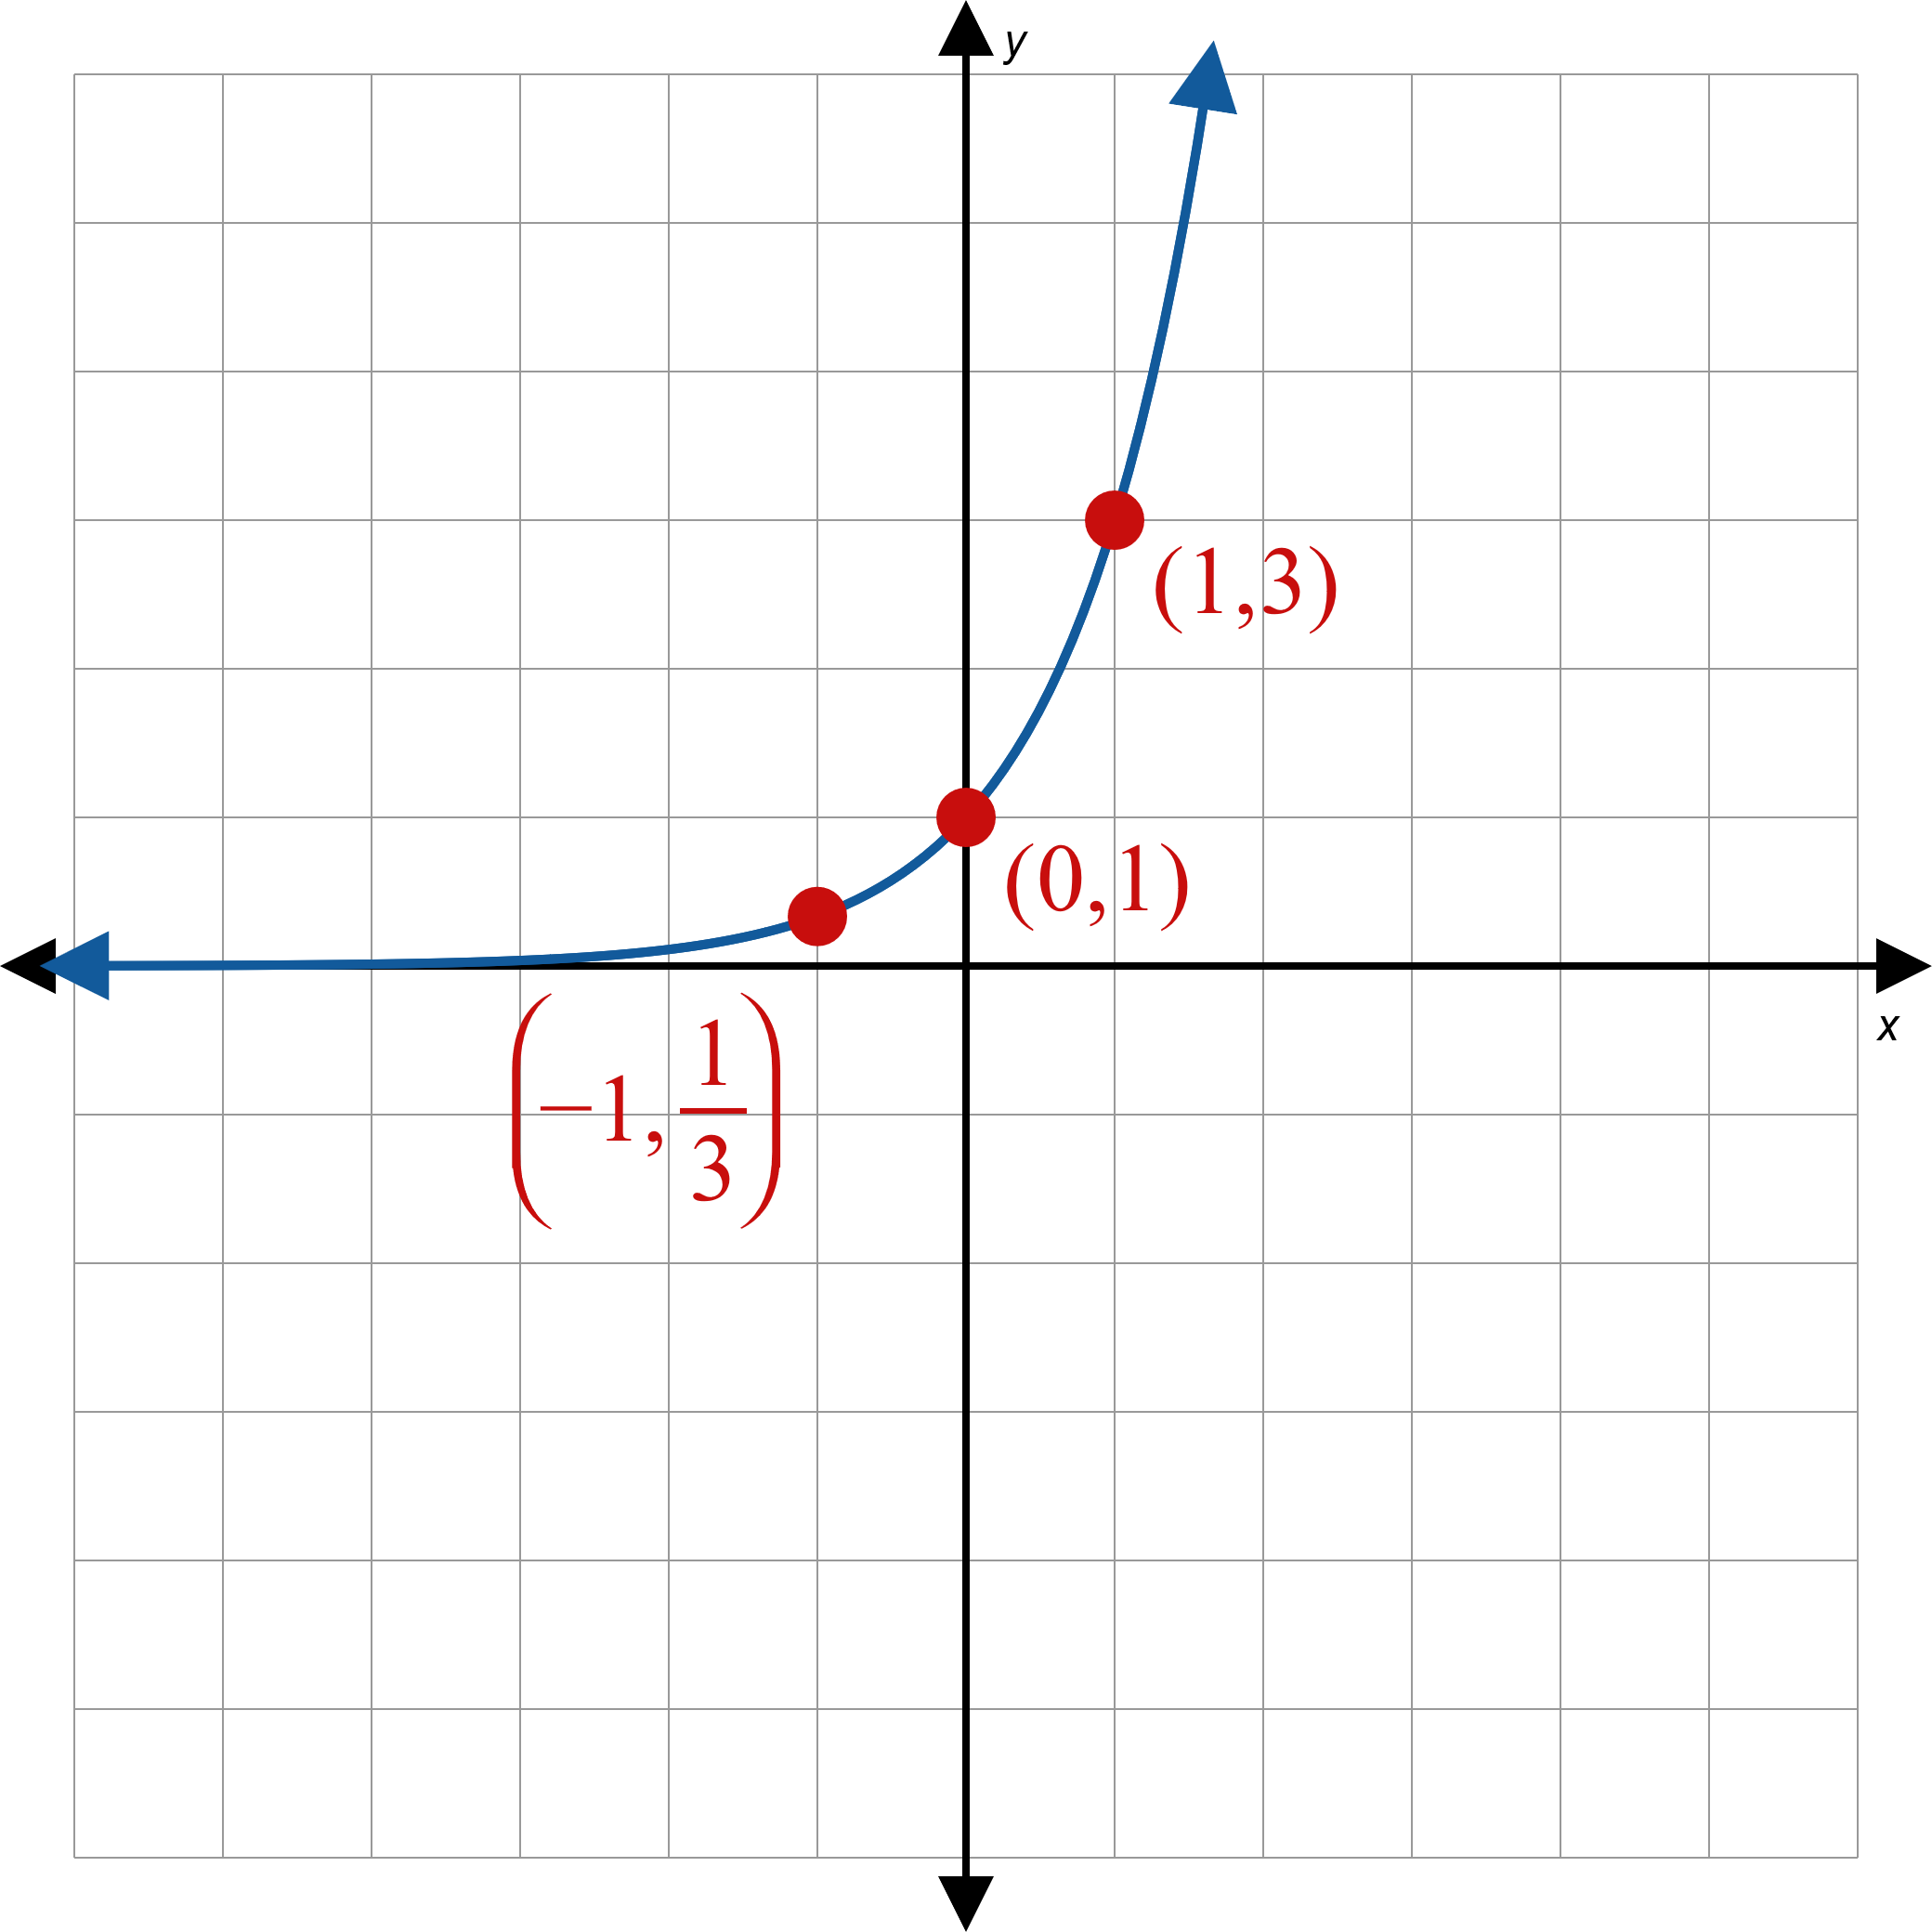 y
(1,3)
(0,1)
x
(−1, 1/3)